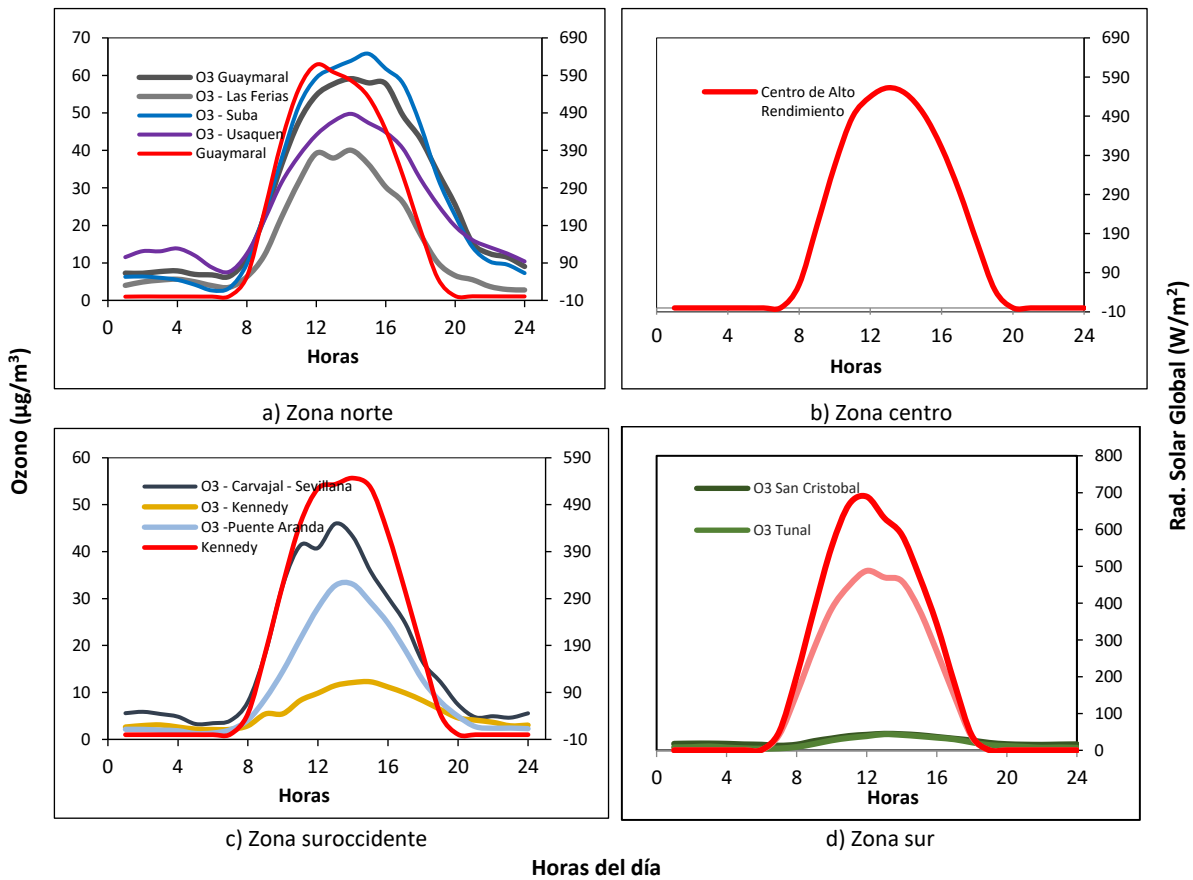 Ozono (µg/m³)
Rad. Solar Global (W/m²)
70
60
50
40
30
20
10
0
690
590
490
390
290
190
90
-10
O3 Guaymaral
O3 - Las Ferias
O3 - Suba
O3 - Usaquen
Guaymaral
0 4 8 12 16 20 24
Horas
a) Zona norte
690
590
490
390
290
190
90
-10
Centro de Alto
Rendimiento
0 4 8 12 16 20 24
Horas
b) Zona centro
60
50
40
30
20
10
0
590
490
390
290
190
90
-10
O3 - Carvajal - Sevillana
O3 - Kennedy
O3 -Puente Aranda
Kennedy
0 4 8 12 16 20 24
Horas
c) Zona suroccidente
800
700
600
500
400
300
200
100
0
O3 San Cristobal
O3 Tunal
0 4 8 12 16 20 24
Horas
d) Zona sur
Horas del día